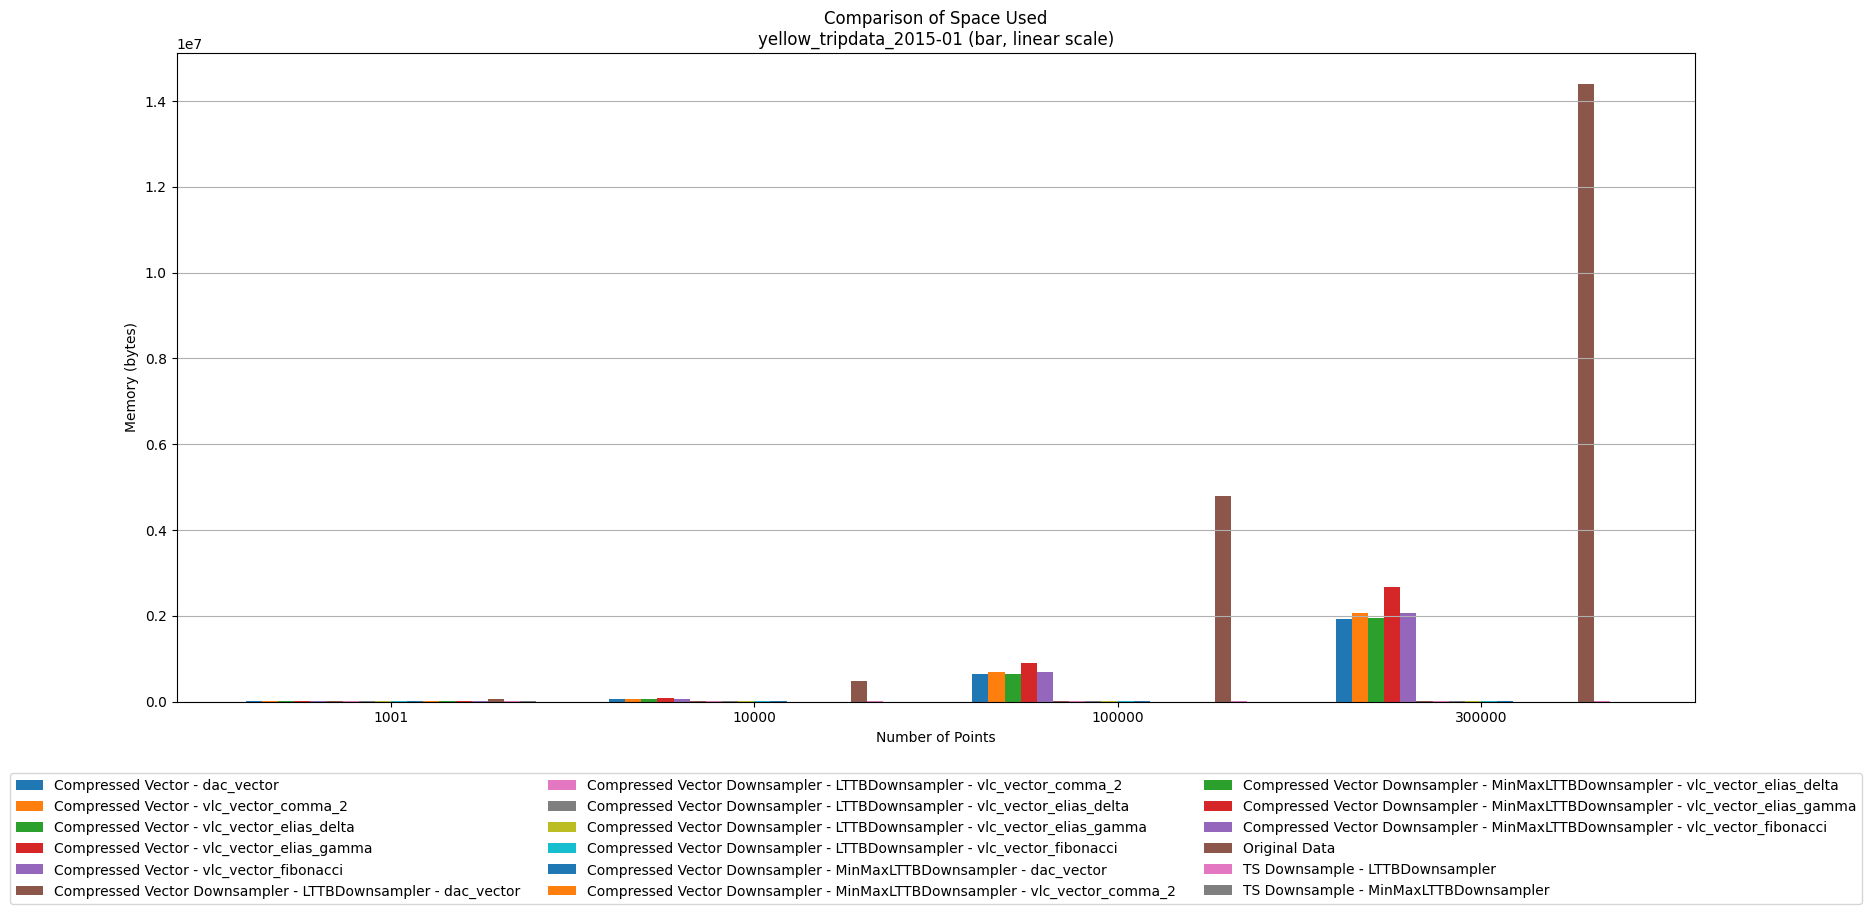 Comparison of Space Used
yellow_tripdata_2015-01 (bar, linear scale)
1e7
1.4
1.2
1.0
0.8
0.6
0.4
0.2
0.0
Memory (bytes)
1001
10000
100000
300000
Number of Points
Compressed Vector - dac_vector
Compressed Vector - vlc_vector_comma_2
Compressed Vector - vlc_vector_elias_delta
Compressed Vector - vlc_vector_elias_gamma
Compressed Vector - vlc_vector_fibonacci
Compressed Vector Downsampler - LTTBDownsampler - dac_vector
Compressed Vector Downsampler - LTTBDownsampler - vlc_vector_comma_2
Compressed Vector Downsampler - LTTBDownsampler - vlc_vector_elias_delta
Compressed Vector Downsampler - LTTBDownsampler - vlc_vector_elias_gamma
Compressed Vector Downsampler - LTTBDownsampler - vlc_vector_fibonacci
Compressed Vector Downsampler - MinMaxLTTBDownsampler - dac_vector
Compressed Vector Downsampler - MinMaxLTTBDownsampler - vlc_vector_comma_2
Compressed Vector Downsampler - MinMaxLTTBDownsampler - vlc_vector_elias_delta
Compressed Vector Downsampler - MinMaxLTTBDownsampler - vlc_vector_elias_gamma
Compressed Vector Downsampler - MinMaxLTTBDownsampler - vlc_vector_fibonacci
Original Data
TS Downsample - LTTBDownsampler
TS Downsample - MinMaxLTTBDownsampler